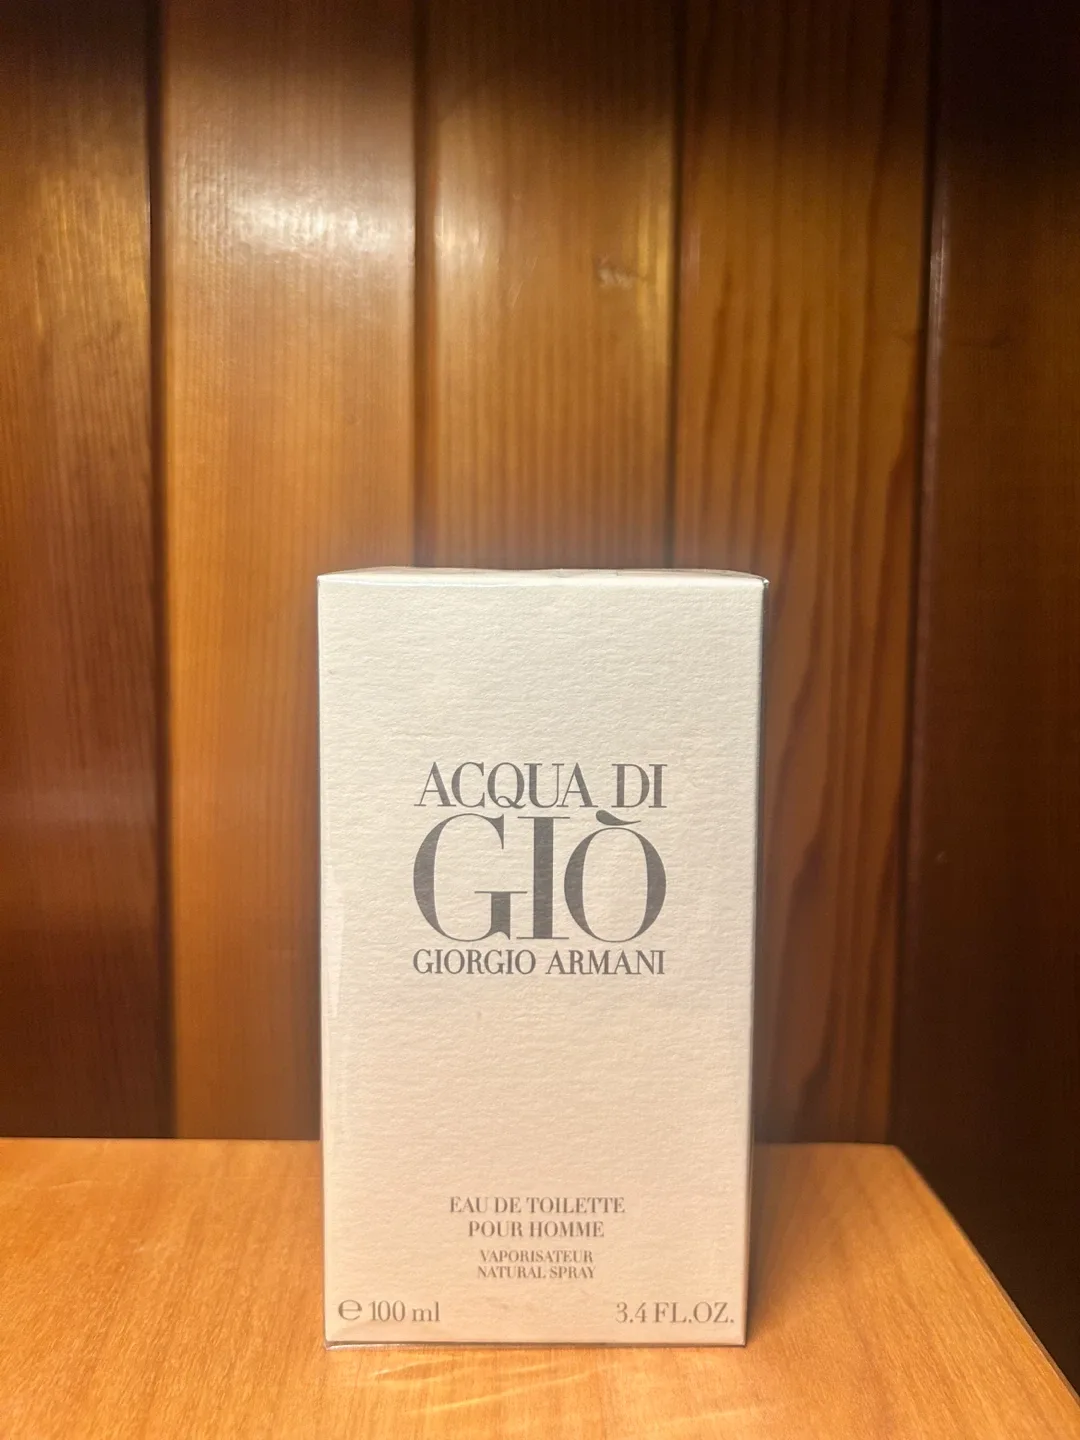 ACQUA DI
GIÒ
GIORGIO ARMANI
EAU DE TOILETTE
POUR HOMME
VAPORISATEUR
NATURAL SPRAY
℮ 100 ml 3.4 FL.OZ.